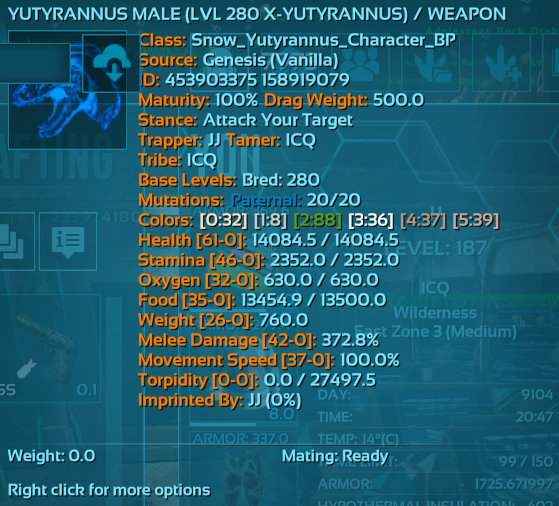 YUTYRANNUS MALE (LVL 280 X-YUTYRANNUS) / WEAPON
Class: Snow_Yutyrannus_Character_BP
Source: Genesis (Vanilla)
ID: 453903375 158919079
Maturity: 100% Drag Weight: 500.0
Stance: Attack Your Target
Trapper: JJ Tamer: ICQ
Tribe: ICQ
Base Levels: Bred: 280
Mutations: Paternal: 20/20
Colors: [0:32] [1:8] [2:88] [3:36] [4:37] [5:39]
Health [61-0]: 14084.5 / 14084.5
Stamina [46-0]: 2352.0 / 2352.0
Oxygen [32-0]: 630.0 / 630.0
Food [35-0]: 13454.9 / 13500.0
Weight [26-0]: 760.0
Melee Damage [42-0]: 372.8%
Movement Speed [37-0]: 100.0%
Torpidity [0-0]: 0.0 / 27497.5
Imprinted By: JJ (0%)
Weight: 0.0
Mating: Ready
Right click for more options
LEVEL: 187
ICQ
Wilderness
East Zone 3 (Medium)
0.1
8.0
ARMOR: 337.0
DAY: 9104
TIME: 20:47
TEMP: 14°(C)
99 / 150
ARMOR: 1725.671997
HYPOTHERMAL INSULATION: